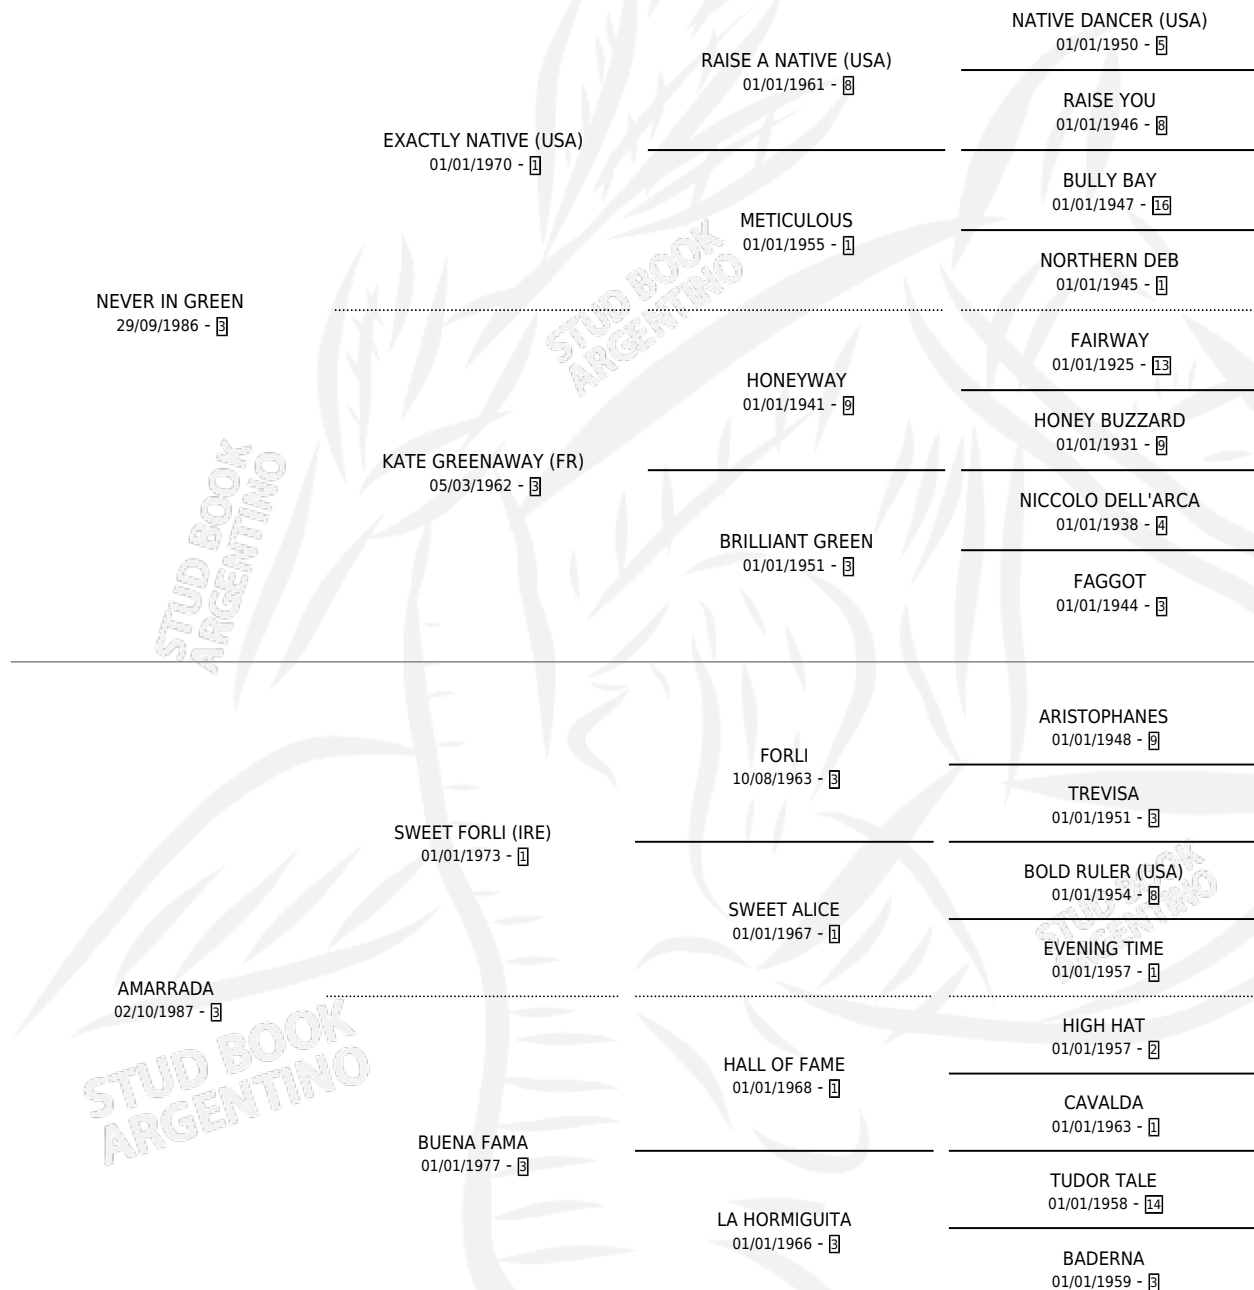 NATIVE DANCER (USA)
01/01/1950 - 5
RAISE A NATIVE (USA)
01/01/1961 - 8
RAISE YOU
01/01/1946 - 8
EXACTLY NATIVE (USA)
01/01/1970 - 1
BULLY BAY
01/01/1947 - 16
METICULOUS
01/01/1955 - 1
NORTHERN DEB
01/01/1945 - 1
NEVER IN GREEN
29/09/1986 - 3
FAIRWAY
01/01/1925 - 13
HONEYWAY
01/01/1941 - 9
HONEY BUZZARD
01/01/1931 - 9
KATE GREENAWAY (FR)
05/03/1962 - 3
NICCOLO DELL'ARCA
01/01/1938 - 4
BRILLIANT GREEN
01/01/1951 - 3
FAGGOT
01/01/1944 - 3
ARISTOPHANES
01/01/1948 - 9
FORLI
10/08/1963 - 3
TREVISA
01/01/1951 - 3
SWEET FORLI (IRE)
01/01/1973 - 1
BOLD RULER (USA)
01/01/1954 - 8
SWEET ALICE
01/01/1967 - 1
EVENING TIME
01/01/1957 - 1
AMARRADA
02/10/1987 - 3
HIGH HAT
01/01/1957 - 2
HALL OF FAME
01/01/1968 - 1
CAVALDA
01/01/1963 - 1
BUENA FAMA
01/01/1977 - 3
TUDOR TALE
01/01/1958 - 14
LA HORMIGUITA
01/01/1966 - 3
BADERNA
01/01/1959 - 3
STUD BOOK
ARGENTINO
STUD BOOK
ARGENTINO
STUD BOOK
ARGENTINO
STUD BOOK
ARGENTINO